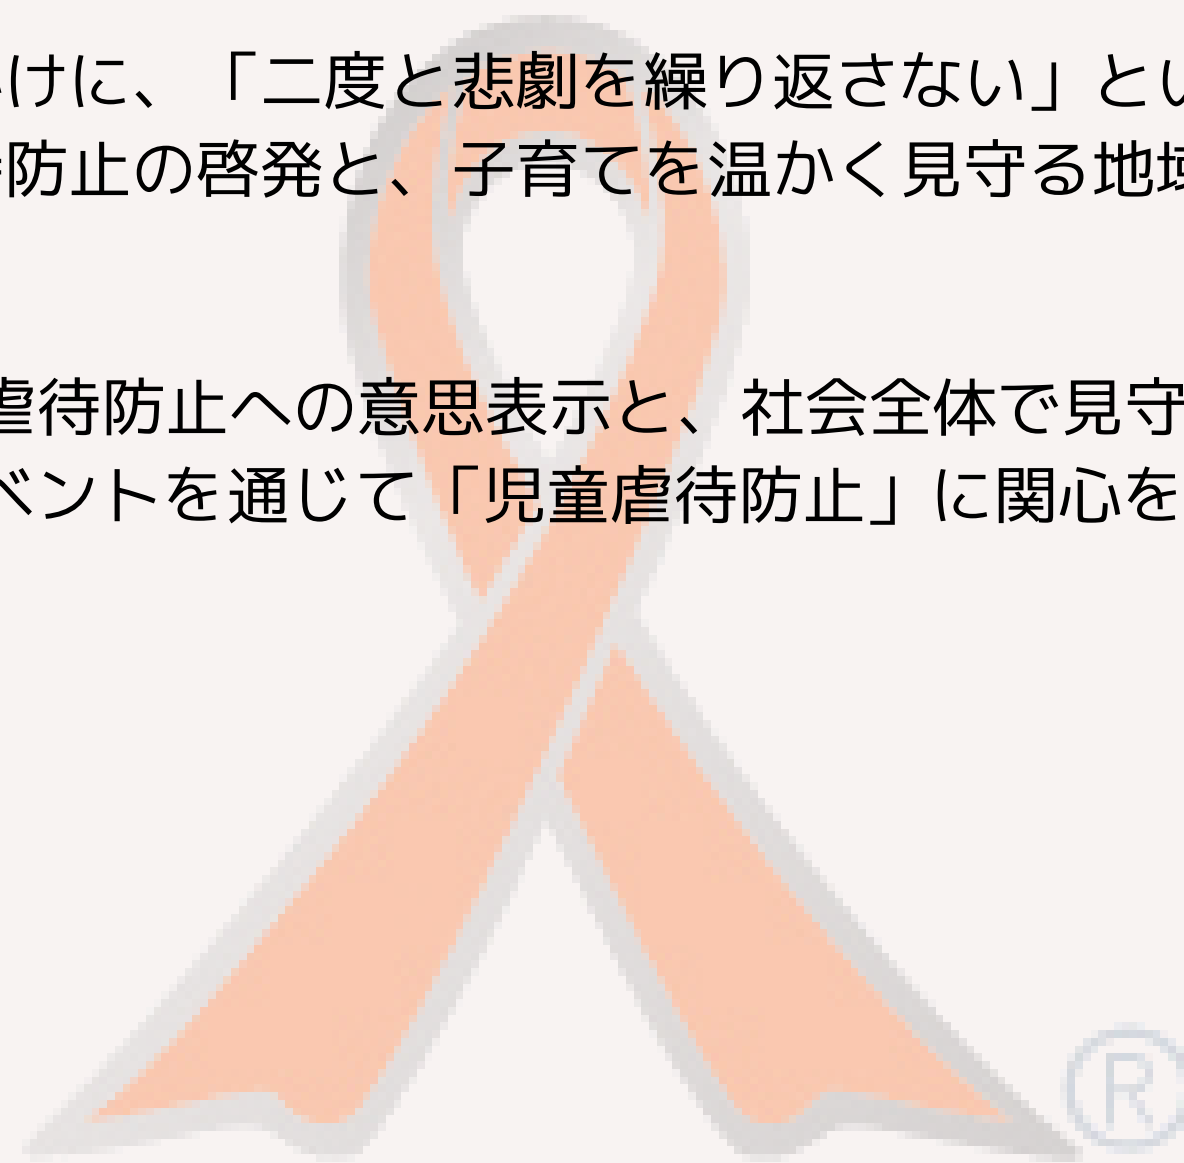 けに、「二度と悲劇を繰り返さない」とい
防止の啓発と、子育てを温かく見守る地域
虐待防止への意思表示と、社会全体で見守
ベントを通じて「児童虐待防止」に関心を
®